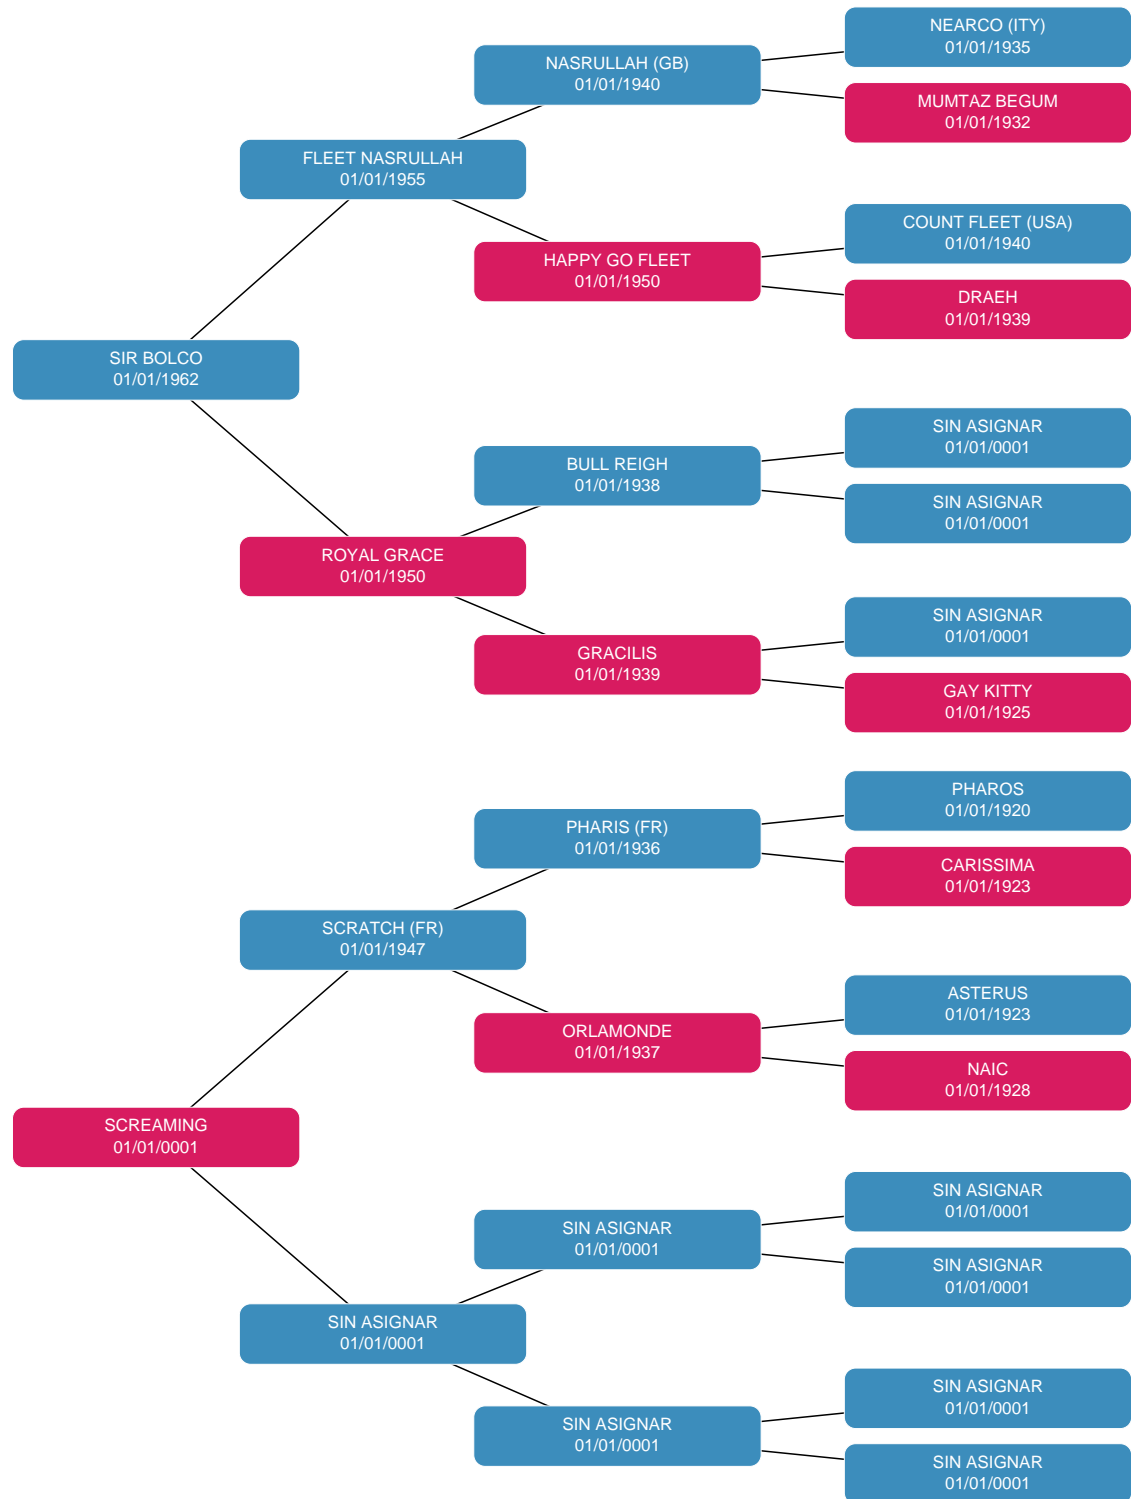 NEARCO (ITY)
01/01/1935
NASRULLAH (GB)
01/01/1940
MUMTAZ BEGUM
01/01/1932
FLEET NASRULLAH
01/01/1955
COUNT FLEET (USA)
01/01/1940
HAPPY GO FLEET
01/01/1950
DRAEH
01/01/1939
SIR BOLCO
01/01/1962
SIN ASIGNAR
01/01/0001
BULL REIGH
01/01/1938
SIN ASIGNAR
01/01/0001
ROYAL GRACE
01/01/1950
SIN ASIGNAR
01/01/0001
GRACILIS
01/01/1939
GAY KITTY
01/01/1925
PHAROS
01/01/1920
PHARIS (FR)
01/01/1936
CARISSIMA
01/01/1923
SCRATCH (FR)
01/01/1947
ASTERUS
01/01/1923
ORLAMONDE
01/01/1937
NAIC
01/01/1928
SCREAMING
01/01/0001
SIN ASIGNAR
01/01/0001
SIN ASIGNAR
01/01/0001
SIN ASIGNAR
01/01/0001
SIN ASIGNAR
01/01/0001
SIN ASIGNAR
01/01/0001
SIN ASIGNAR
01/01/0001
SIN ASIGNAR
01/01/0001